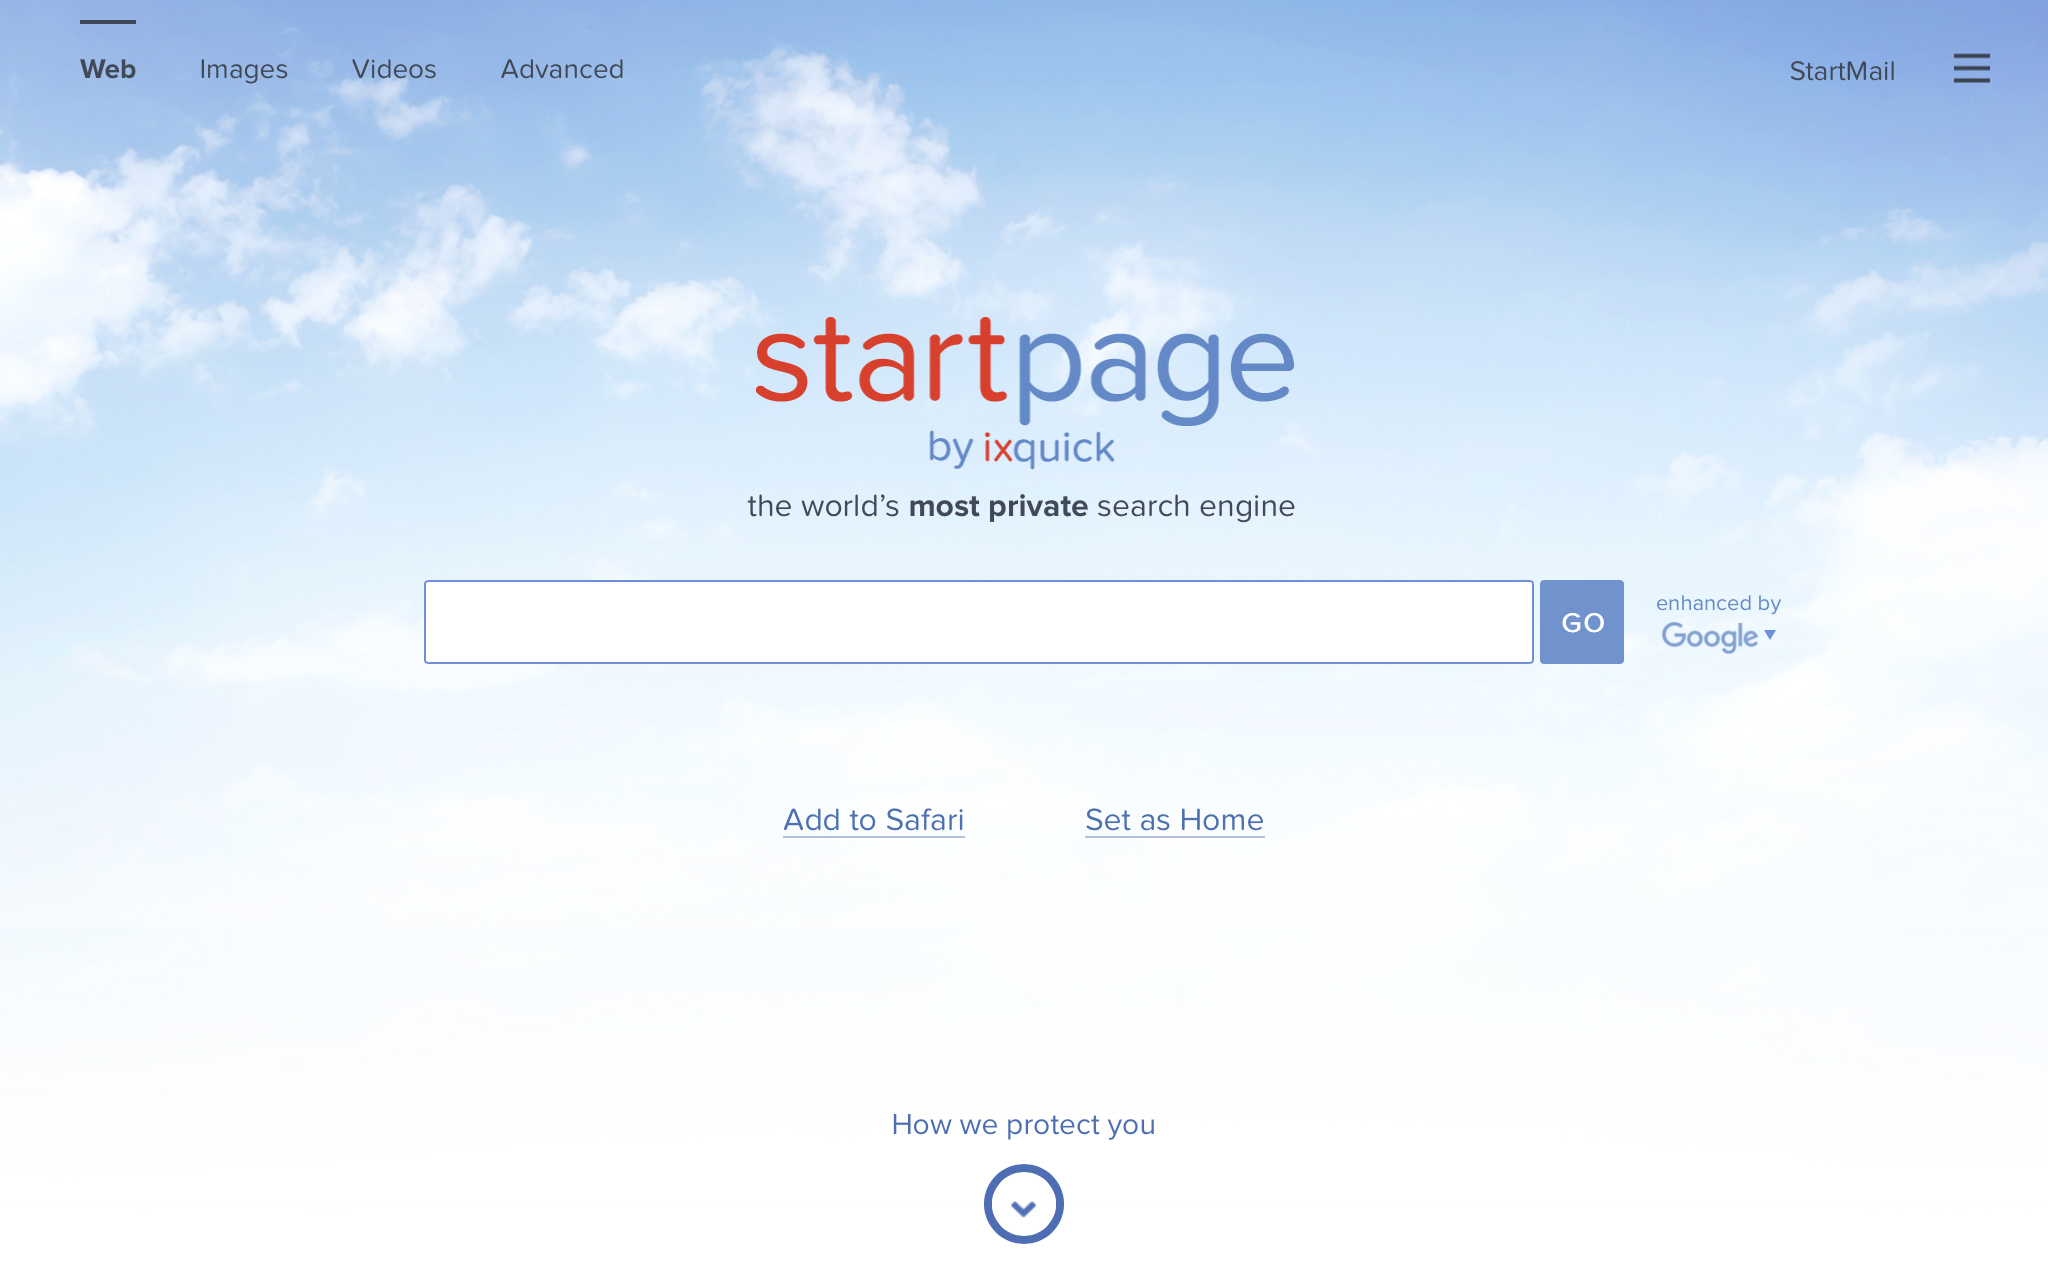 Web Images Videos Advanced StartMail
startpage
by ixquick
the world's most private search engine
GO
enhanced by
Google
Add to Safari Set as Home
How we protect you